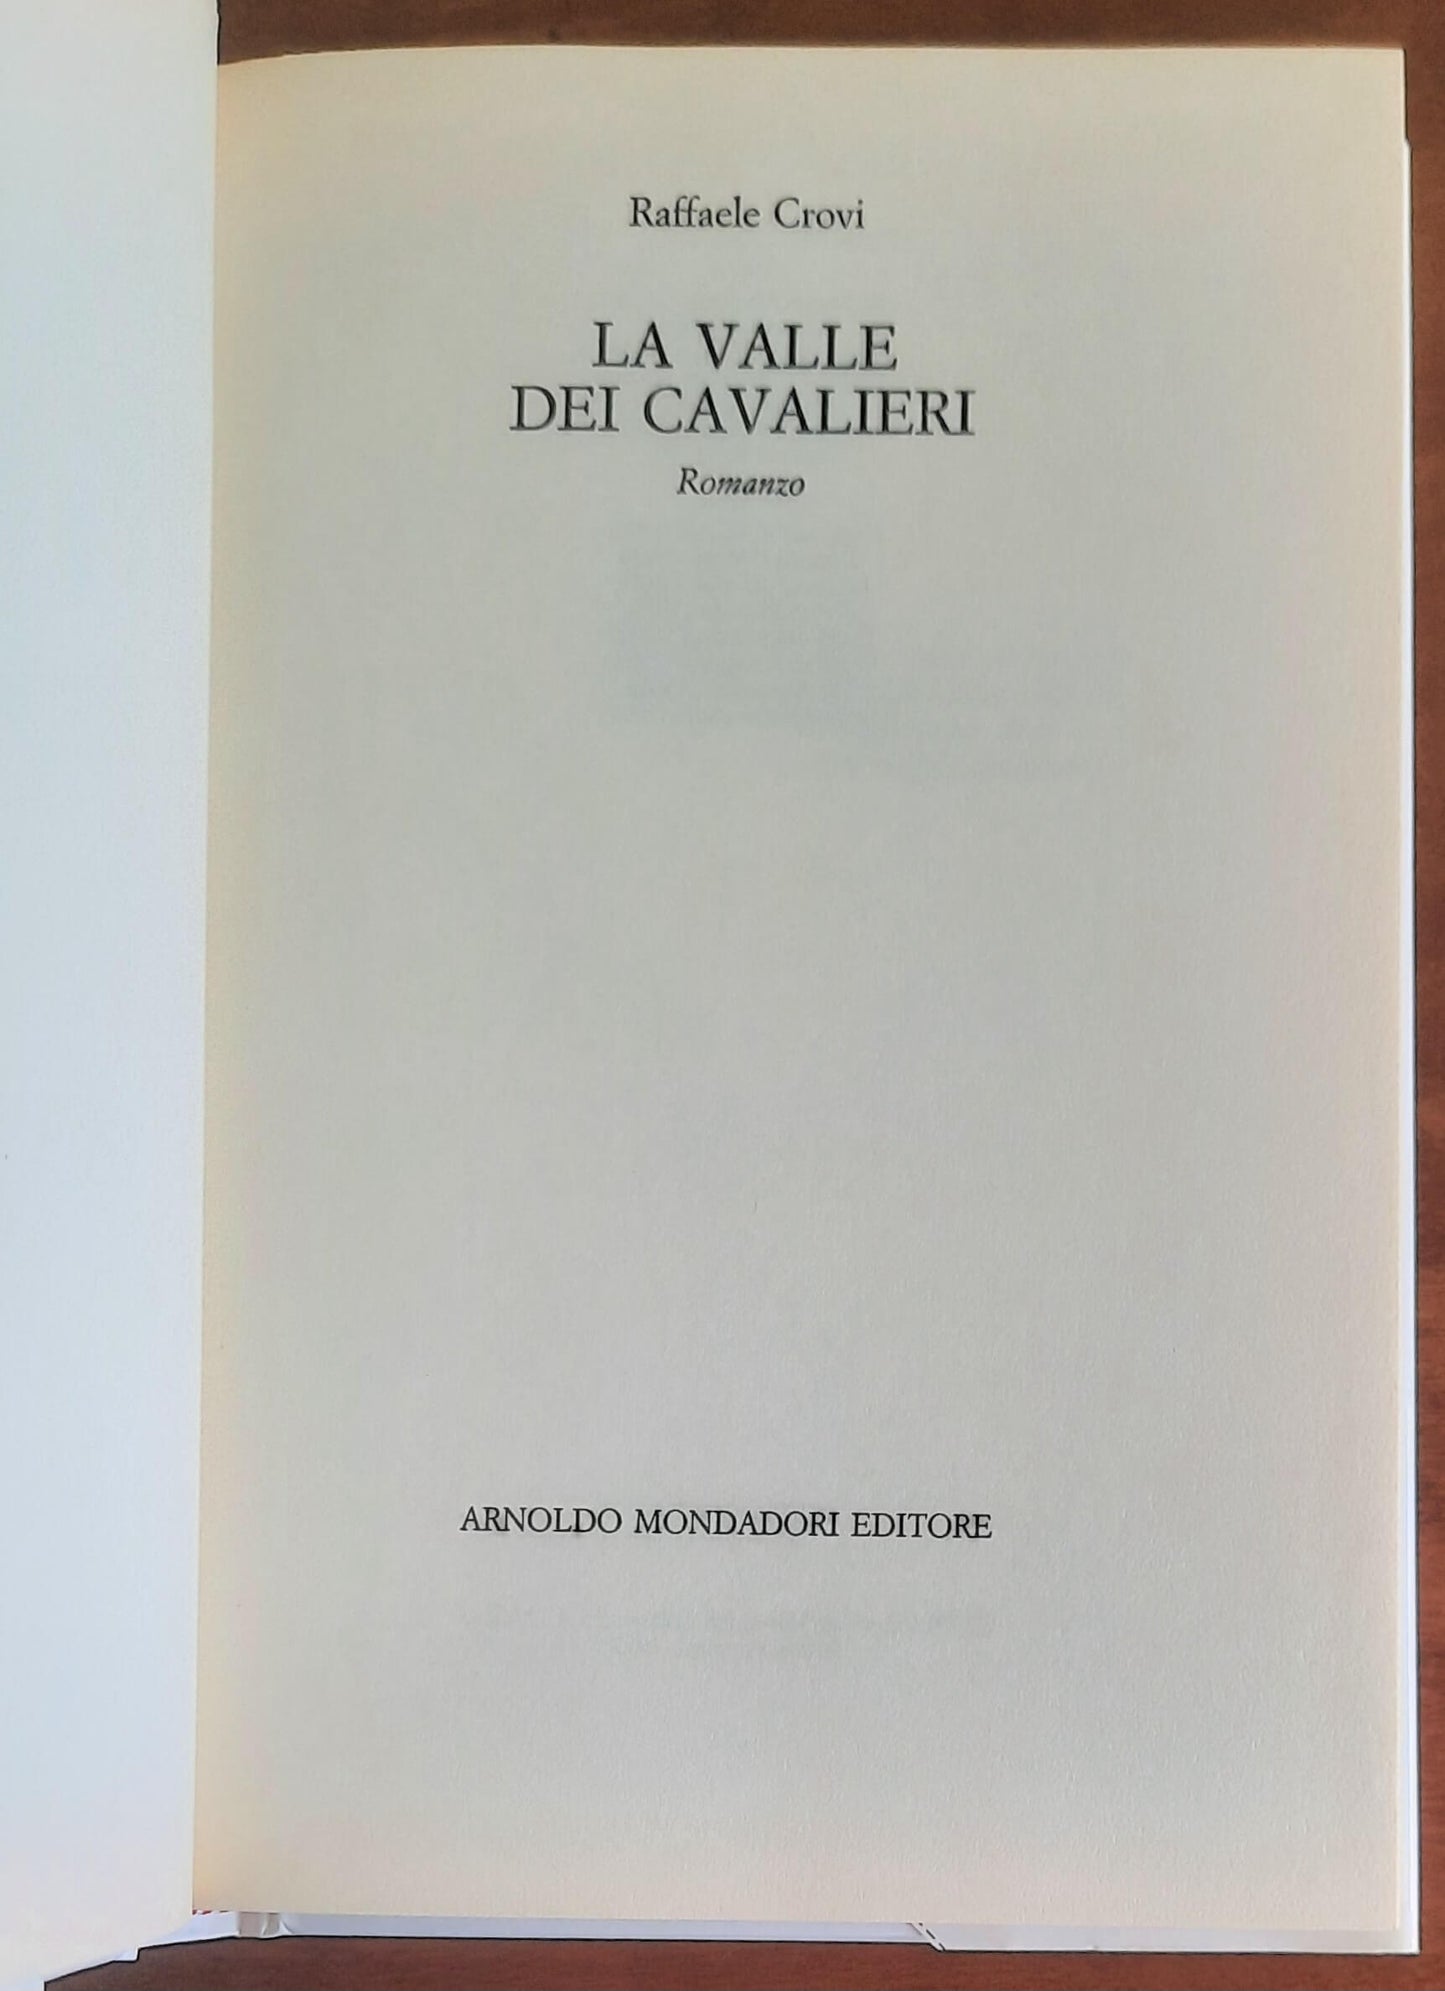 Raffaele Crovi
LA VALLE
DEI CAVALIERI
Romanzo
ARNOLDO MONDADORI EDITORE